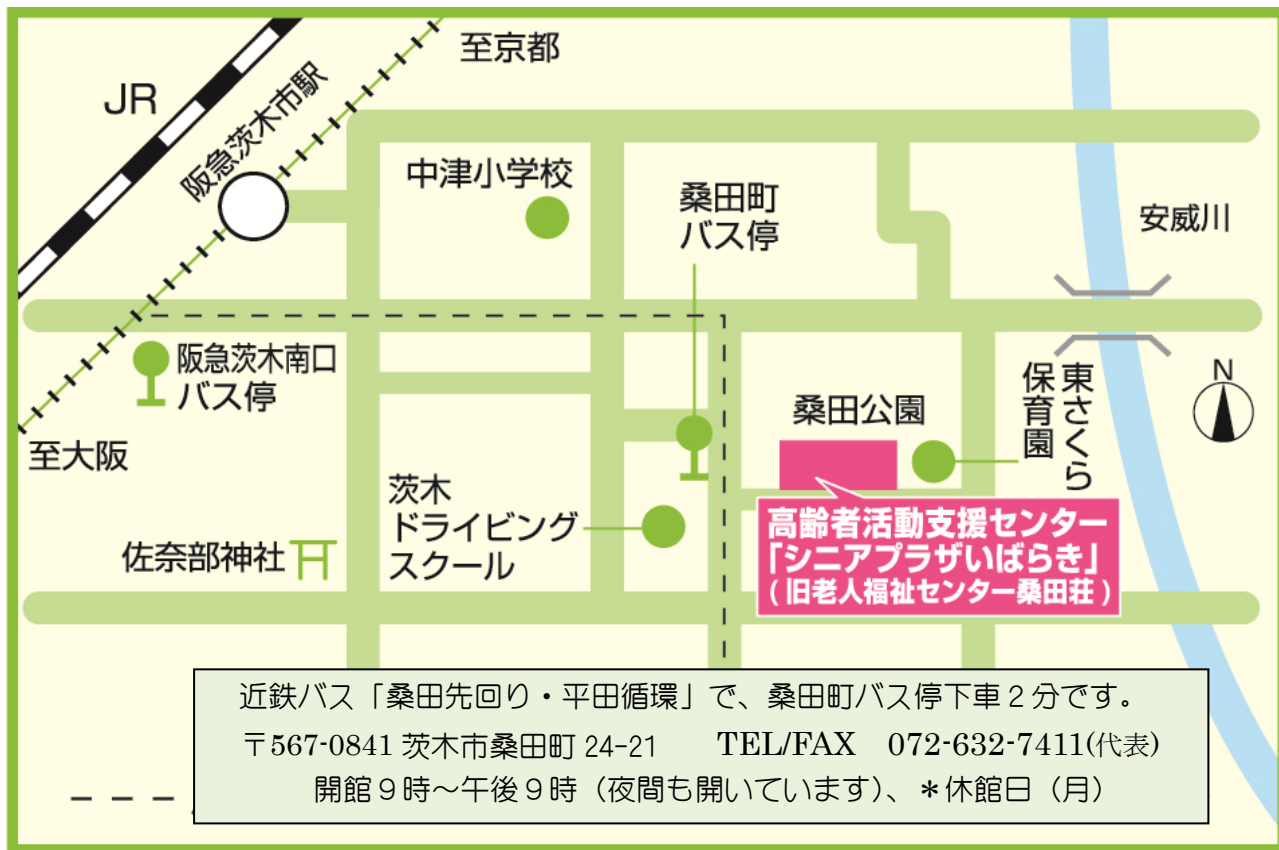 至京都
JR
阪急茨木市駅
中津小学校
桑田町
バス停
安威川
阪急茨木南口
バス停
N
東さくら
保育園
桑田公園
至大阪
茨木
ドライビング
スクール
佐奈部神社
高齢者活動支援センター
「シニアプラザいばらき」
(旧老人福祉センター桑田荘)
近鉄バス「桑田先回り・平田循環」で、桑田町バス停下車２分です。
〒567-0841 茨木市桑田町 24-21　TEL/FAX　072-632-7411(代表)
開館９時～午後９時（夜間も開いています）、＊休館日（月）